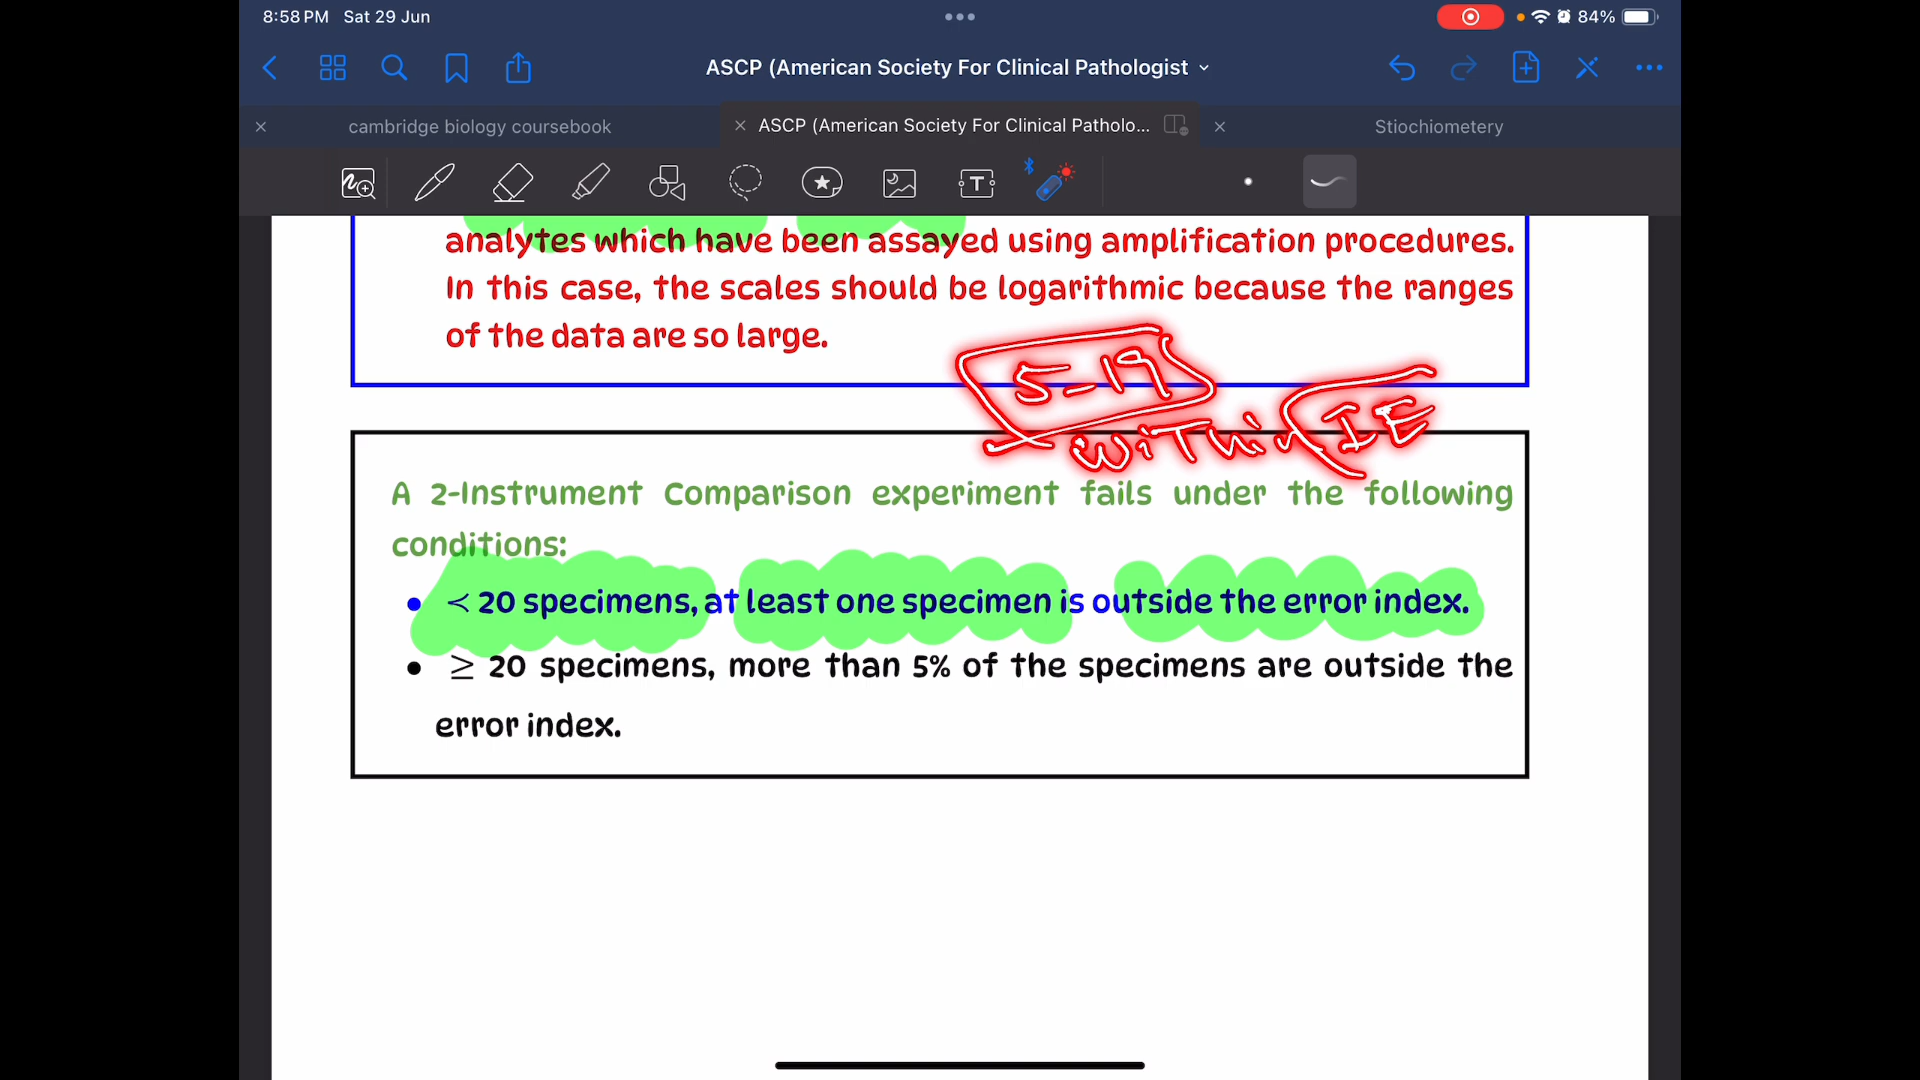 8:58 PM Sat 29 Jun
84%
ASCP (American Society For Clinical Pathologist
cambridge biology coursebook
ASCP (American Society For Clinical Patholo...
Stiochiometery
analytes which have been assayed using amplification procedures.
In this case, the scales should be logarithmic because the ranges
of the data are so large.
5-19
within IE
A 2-Instrument Comparison experiment fails under the following
conditions:
• < 20 specimens, at least one specimen is outside the error index.
• ≥ 20 specimens, more than 5% of the specimens are outside the
error index.